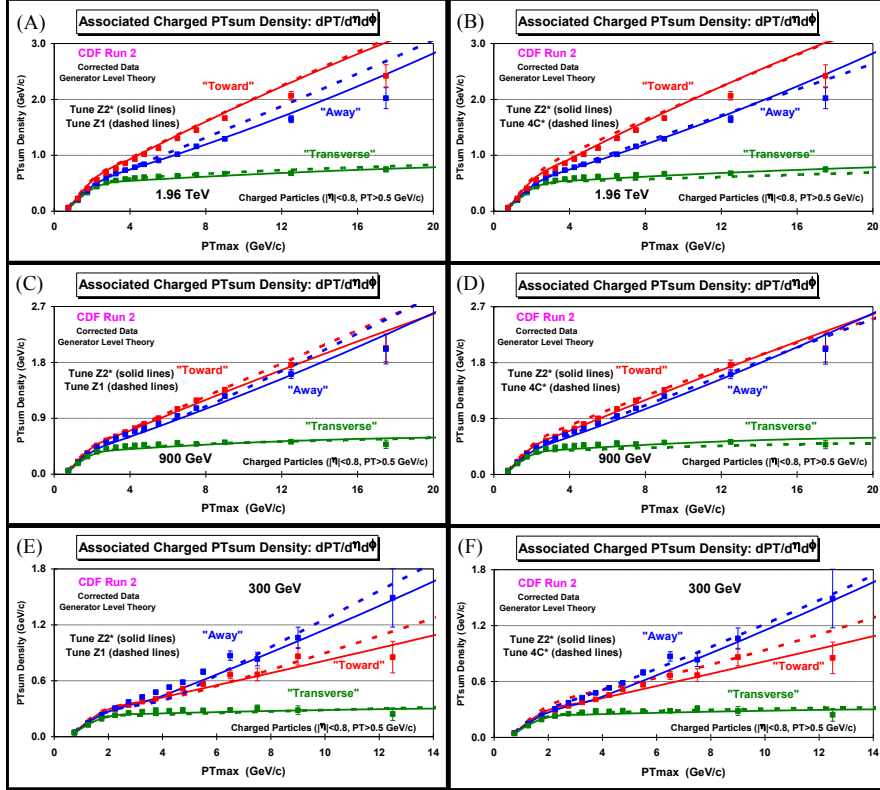 (A)
Associated Charged PTsum Density: dPT/dηdϕ
PTsum Density (GeV/c)
3.0
2.0
1.0
0.0
CDF Run 2
Corrected Data
Generator Level Theory
Tune Z2* (solid lines)
Tune Z1 (dashed lines)
"Toward"
"Away"
"Transverse"
1.96 TeV
Charged Particles (|η|<0.8, PT>0.5 GeV/c)
0 4 8 12 16 20
PTmax (GeV/c)
(B)
Associated Charged PTsum Density: dPT/dηdϕ
PTsum Density (GeV/c)
3.0
2.0
1.0
0.0
CDF Run 2
Corrected Data
Generator Level Theory
Tune Z2* (solid lines)
Tune 4C* (dashed lines)
"Toward"
"Away"
"Transverse"
1.96 TeV
Charged Particles (|η|<0.8, PT>0.5 GeV/c)
0 4 8 12 16 20
PTmax (GeV/c)
(C)
Associated Charged PTsum Density: dPT/dηdϕ
PTsum Density (GeV/c)
2.7
1.8
0.9
0.0
CDF Run 2
Corrected Data
Generator Level Theory
Tune Z2* (solid lines)
Tune Z1 (dashed lines)
"Toward"
"Away"
"Transverse"
900 GeV
Charged Particles (|η|<0.8, PT>0.5 GeV/c)
0 4 8 12 16 20
PTmax (GeV/c)
(D)
Associated Charged PTsum Density: dPT/dηdϕ
PTsum Density (GeV/c)
2.7
1.8
0.9
0.0
CDF Run 2
Corrected Data
Generator Level Theory
Tune Z2* (solid lines)
Tune 4C* (dashed lines)
"Toward"
"Away"
"Transverse"
900 GeV
Charged Particles (|η|<0.8, PT>0.5 GeV/c)
0 4 8 12 16 20
PTmax (GeV/c)
(E)
Associated Charged PTsum Density: dPT/dηdϕ
PTsum Density (GeV/c)
1.8
1.2
0.6
0.0
CDF Run 2
Corrected Data
Generator Level Theory
300 GeV
Tune Z2* (solid lines)
Tune Z1 (dashed lines)
"Away"
"Toward"
"Transverse"
Charged Particles (|η|<0.8, PT>0.5 GeV/c)
0 2 4 6 8 10 12 14
PTmax (GeV/c)
(F)
Associated Charged PTsum Density: dPT/dηdϕ
PTsum Density (GeV/c)
1.8
1.2
0.6
0.0
CDF Run 2
Corrected Data
Generator Level Theory
300 GeV
Tune Z2* (solid lines)
Tune 4C* (dashed lines)
"Away"
"Toward"
"Transverse"
Charged Particles (|η|<0.8, PT>0.5 GeV/c)
0 2 4 6 8 10 12 14
PTmax (GeV/c)